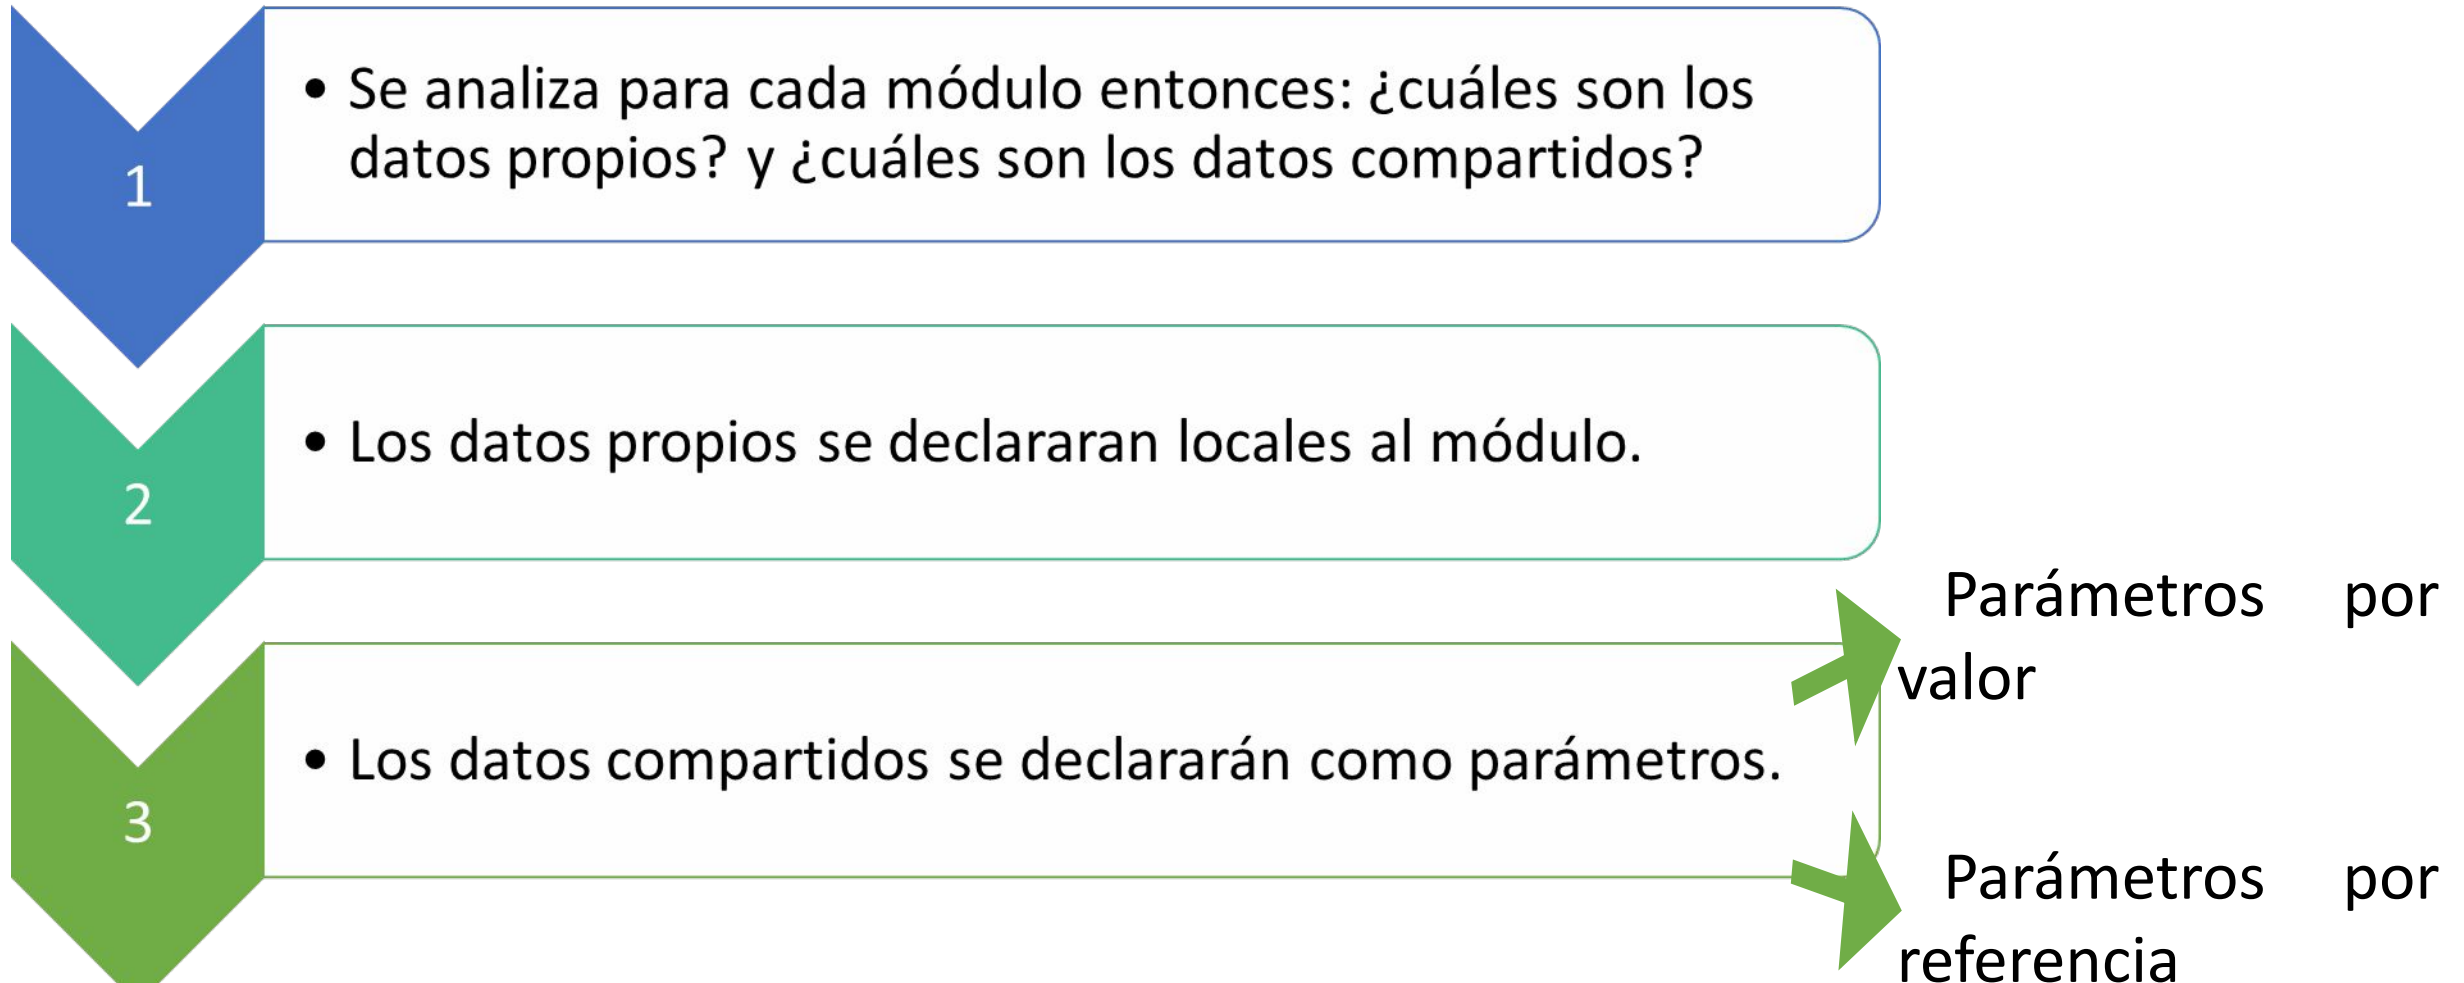 1
• Se analiza para cada módulo entonces: ¿cuáles son los
datos propios? y ¿cuáles son los datos compartidos?
2
• Los datos propios se declararan locales al módulo.
3
• Los datos compartidos se declararán como parámetros.
Parámetros por
valor
Parámetros por
referencia